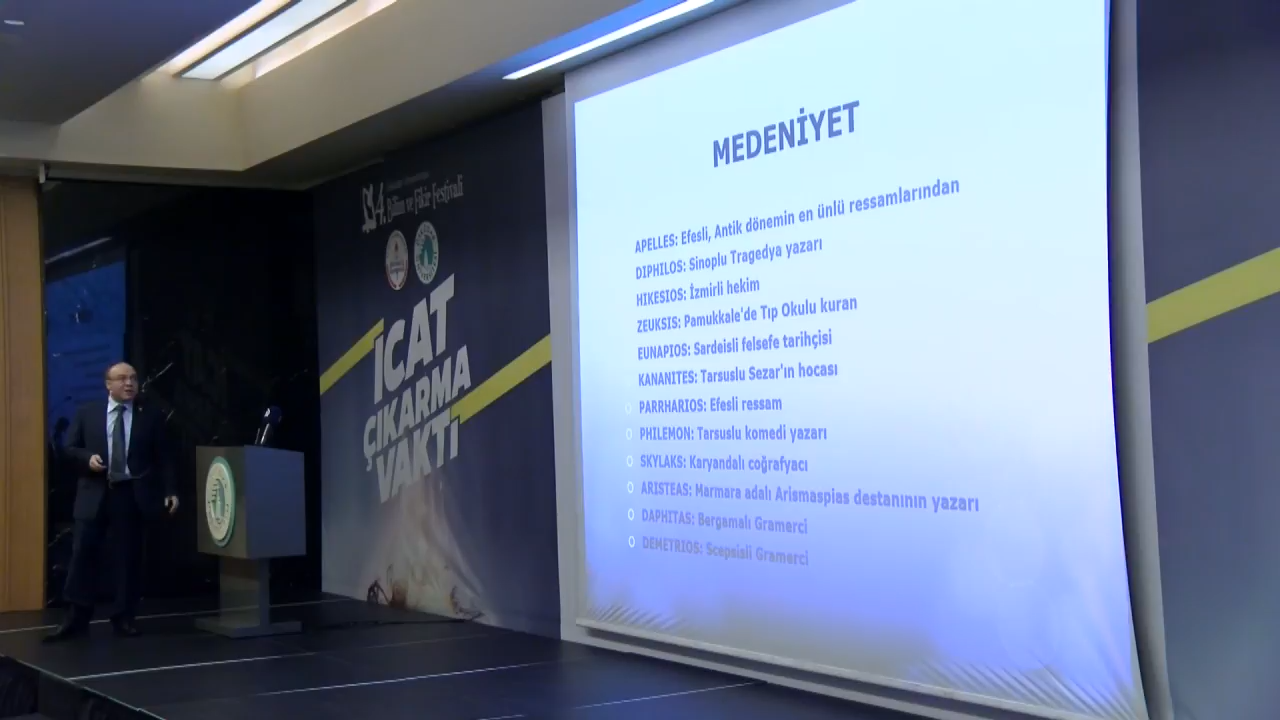 4. Bilim ve Fikir Festivali
İCAT
ÇIKARMA
VAKTİ
MEDENİYET
APELLES: Efesli, Antik dönemin en ünlü ressamlarından
DIPHILOS: Sinoplu Tragedya yazarı
HIKESIOS: İzmirli hekim
ZEUKSIS: Pamukkale'de Tıp Okulu kuran
EUNAPIOS: Sardeisli felsefe tarihçisi
KANANITES: Tarsuslu Sezar'ın hocası
PARRHARIOS: Efesli ressam
PHILEMON: Tarsuslu komedi yazarı
SKYLAKS: Karyandalı coğrafyacı
ARISTEAS: Marmara adalı Arismaspias destanının yazarı
DAPHITAS: Bergamalı Gramerci
DEMETRIOS: Scepsisli Gramerci